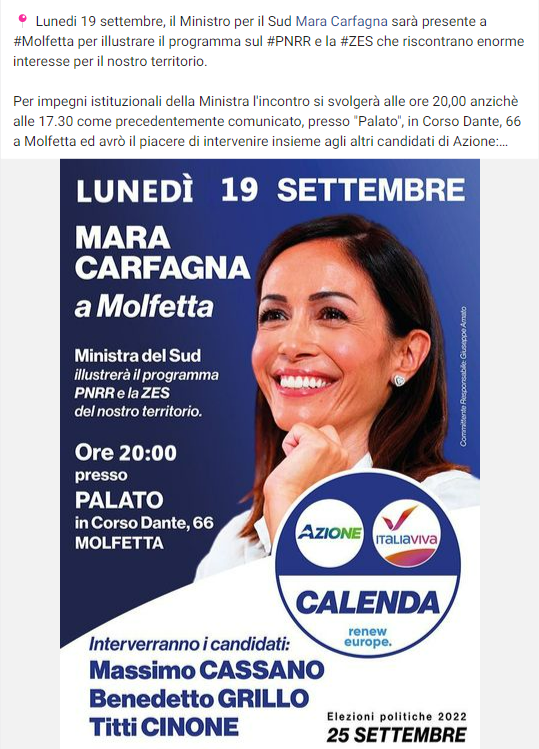 📍 Lunedì 19 settembre, il Ministro per il Sud Mara Carfagna sarà presente a
#Molfetta per illustrare il programma sul #PNRR e la #ZES che riscontrano enorme
interesse per il nostro territorio.
Per impegni istituzionali della Ministra l'incontro si svolgerà alle ore 20,00 anzichè
alle 17.30 come precedentemente comunicato, presso "Palato", in Corso Dante, 66
a Molfetta ed avrò il piacere di intervenire insieme agli altri candidati di Azione:...
LUNEDÌ 19 SETTEMBRE
MARA
CARFAGNA
a Molfetta
Ministra del Sud
illustrerà il programma
PNRR e la ZES
del nostro territorio.
Ore 20:00
presso
PALATO
in Corso Dante, 66
MOLFETTA
Committente Responsabile: Giuseppe Amato
AZIONE
ITALIAVIVA
CALENDA
renew
europe.
Interverranno i candidati:
Massimo CASSANO
Benedetto GRILLO
Titti CINONE
Elezioni politiche 2022
25 SETTEMBRE